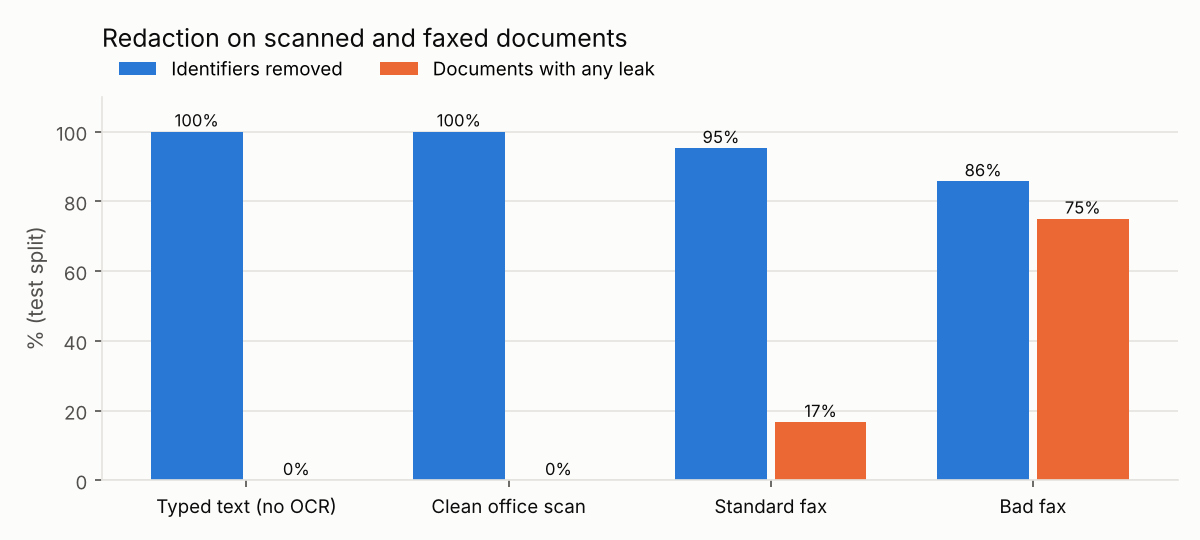 Redaction on scanned and faxed documents
Identifiers removed
Documents with any leak
% (test split)
100
80
60
40
20
0
100%
0%
100%
0%
95%
17%
86%
75%
Typed text (no OCR)
Clean office scan
Standard fax
Bad fax